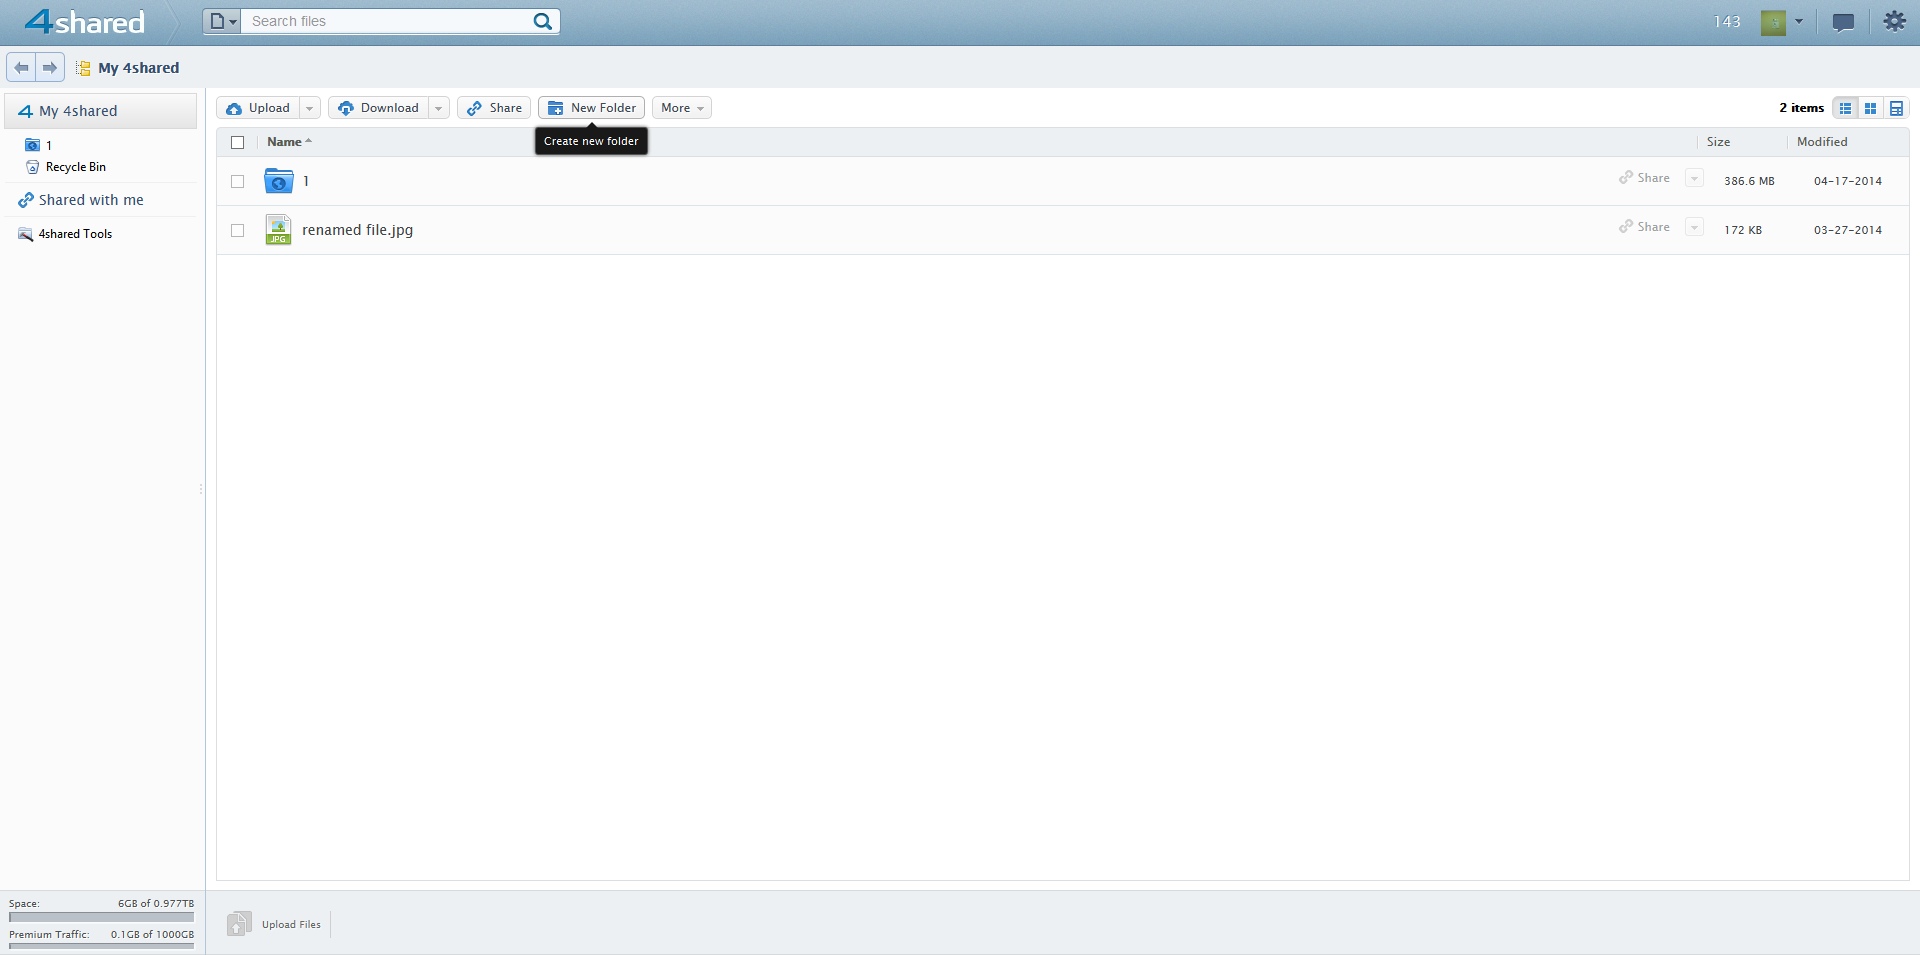 4shared
Search files
143
My 4shared
My 4shared
1
Recycle Bin
Shared with me
4shared Tools
Upload
Download
Share
New Folder
More
2 items
Create new folder
Name
Size
Modified
1
Share
386.6 MB
04-17-2014
JPG
renamed file.jpg
Share
172 KB
03-27-2014
Space: 6GB of 0.977TB
Premium Traffic: 0.1GB of 1000GB
Upload Files